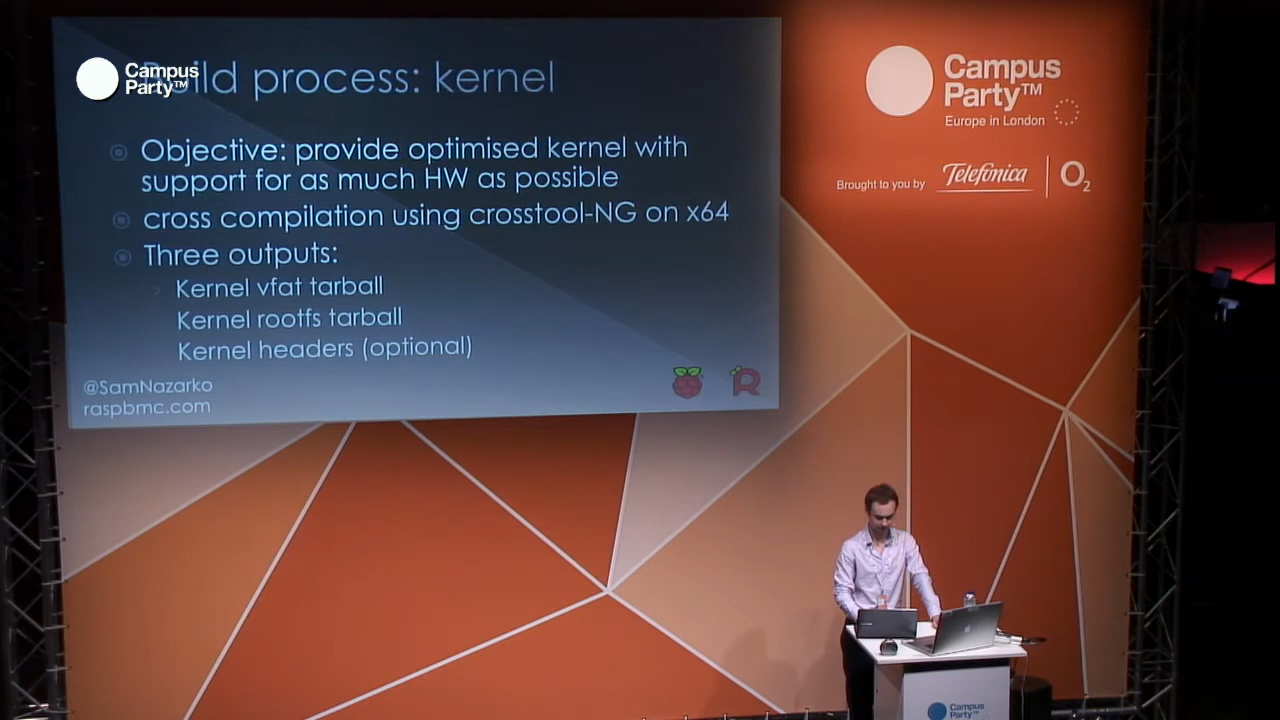 Campus
Party™
Build process: kernel
Objective: provide optimised kernel with
support for as much HW as possible
cross compilation using crosstool-NG on x64
Three outputs:
Kernel vfat tarball
Kernel rootfs tarball
Kernel headers (optional)
@SamNazarko
raspbmc.com
Campus
Party™
Europe in London
Brought to you by Telefónica O2
Campus
Party™